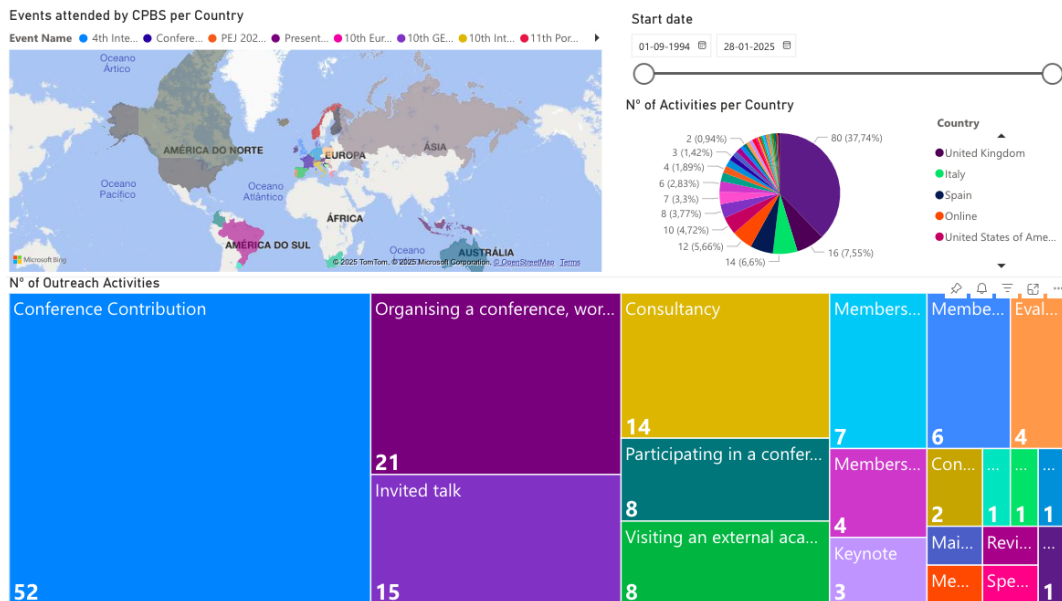 Events attended by CPBS per Country
Event Name 4th Inte... Confere... PEJ 202... Present... 10th Eur... 10th GE... 10th Int... 11th Por...
Oceano
Ártico
AMÉRICA DO NORTE
EUROPA
ÁSIA
Oceano
Pacífico
Oceano
Atlântico
ÁFRICA
AMÉRICA DO SUL
Oceano
AUSTRÁLIA
Microsoft Bing
© 2025 TomTom, © 2025 Microsoft Corporation, © OpenStreetMap Terms
Start date
01-09-1994
28-01-2025
Nº of Activities per Country
80 (37,74%)
16 (7,55%)
14 (6,6%)
12 (5,66%)
10 (4,72%)
8 (3,77%)
7 (3,3%)
6 (2,83%)
4 (1,89%)
3 (1,42%)
2 (0,94%)
Country
United Kingdom
Italy
Spain
Online
United States of Ame...
Nº of Outreach Activities
Conference Contribution
52
Organising a conference, wor...
21
Invited talk
15
Consultancy
14
Participating in a confer...
8
Visiting an external aca...
8
Members...
7
Members...
4
Keynote
3
Membe...
6
Eval...
4
Con...
2
...
1
...
1
...
1
Mai...
Revi...
Me...
Spe...
...
1